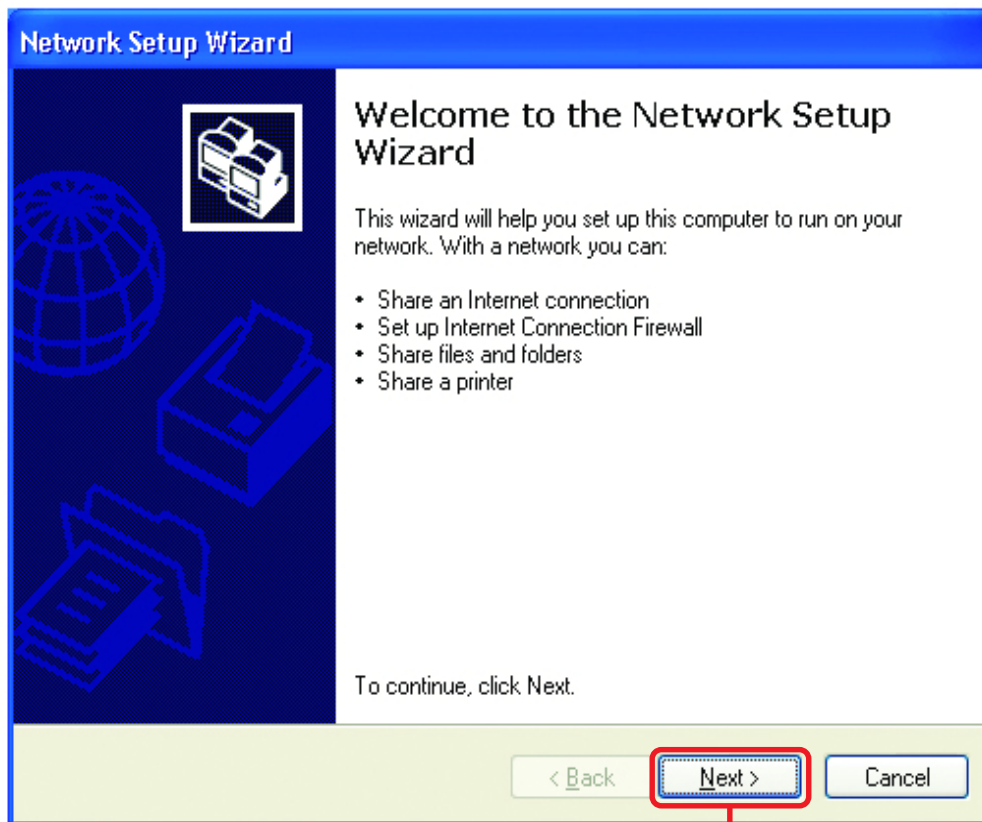 Network Setup Wizard
Welcome to the Network Setup
Wizard
This wizard will help you set up this computer to run on your
network. With a network you can:
• Share an Internet connection
• Set up Internet Connection Firewall
• Share files and folders
• Share a printer
To continue, click Next.
< Back
Next >
Cancel